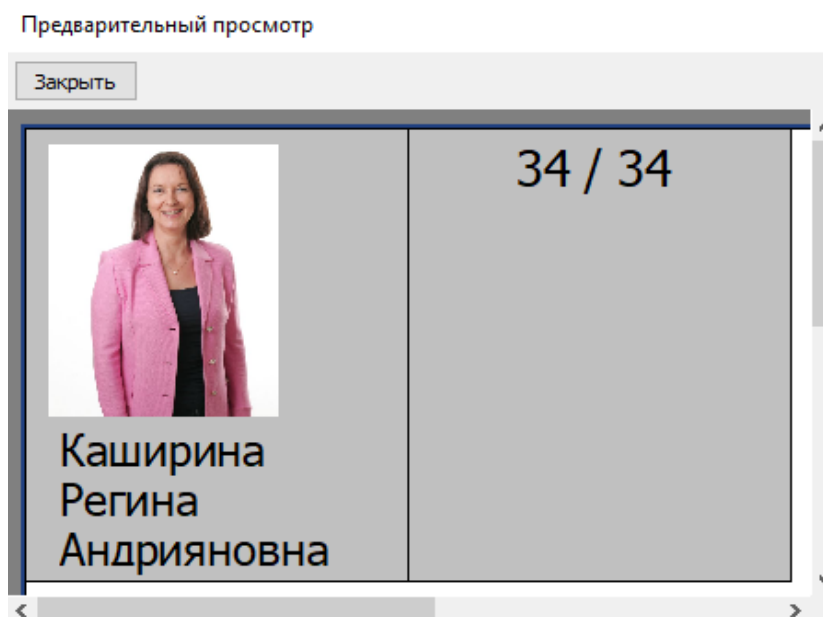 Предварительный просмотр
Закрыть
34 / 34
Каширина
Регина
Андрияновна